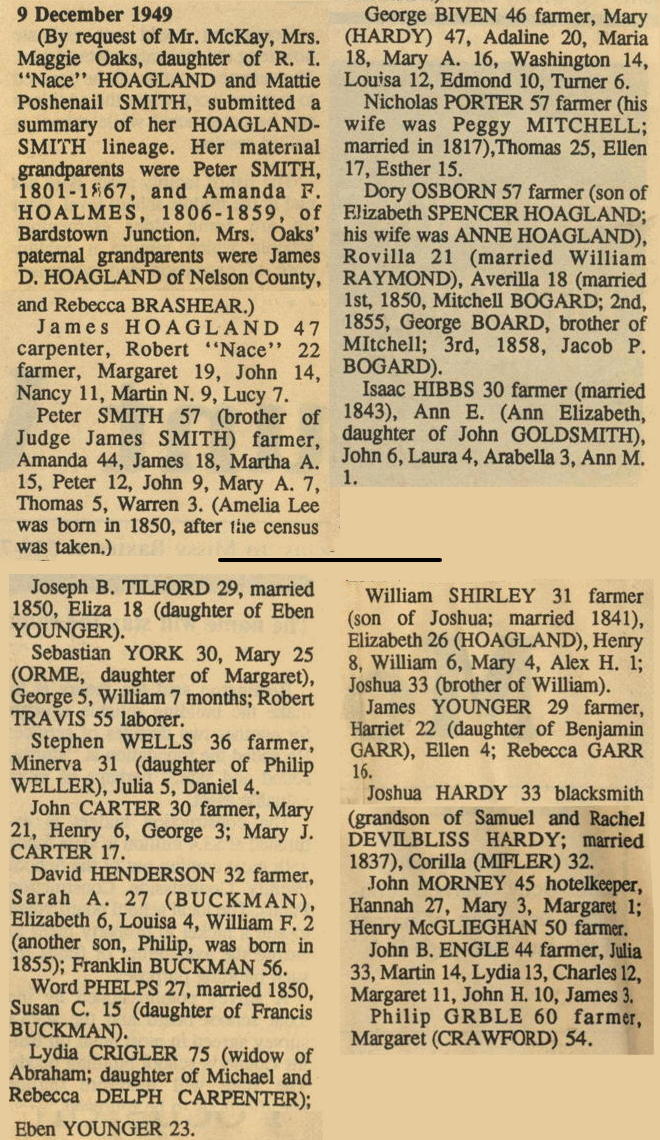 9 December 1949
(By request of Mr. McKay, Mrs.
Maggie Oaks, daughter of R. I.
“Nace” HOAGLAND and Mattie
Poshenail SMITH, submitted a
summary of her HOAGLAND-
SMITH lineage. Her maternal
grandparents were Peter SMITH,
1801-1867, and Amanda F.
HOALMES, 1806-1859, of
Bardstown Junction. Mrs. Oaks’
paternal grandparents were James
D. HOAGLAND of Nelson County,
and Rebecca BRASHEAR.)
James HOAGLAND 47
carpenter, Robert “Nace” 22
farmer, Margaret 19, John 14,
Nancy 11, Martin N. 9, Lucy 7.
Peter SMITH 57 (brother of
Judge James SMITH) farmer,
Amanda 44, James 18, Martha A.
15, Peter 12, John 9, Mary A. 7,
Thomas 5, Warren 3. (Amelia Lee
was born in 1850, after the census
was taken.)
George BIVEN 46 farmer, Mary
(HARDY) 47, Adaline 20, Maria
18, Mary A. 16, Washington 14,
Louisa 12, Edmond 10, Turner 6.
Nicholas PORTER 57 farmer (his
wife was Peggy MITCHELL;
married in 1817),Thomas 25, Ellen
17, Esther 15.
Dory OSBORN 57 farmer (son of
Elizabeth SPENCER HOAGLAND;
his wife was ANNE HOAGLAND),
Rovilla 21 (married William
RAYMOND), Averilla 18 (married
1st, 1850, Mitchell BOGARD; 2nd,
1855, George BOARD, brother of
MItchell; 3rd, 1858, Jacob P.
BOGARD).
Isaac HIBBS 30 farmer (married
1843), Ann E. (Ann Elizabeth,
daughter of John GOLDSMITH),
John 6, Laura 4, Arabella 3, Ann M.
1.
Joseph B. TILFORD 29, married
1850, Eliza 18 (daughter of Eben
YOUNGER).
Sebastian YORK 30, Mary 25
(ORME, daughter of Margaret),
George 5, William 7 months; Robert
TRAVIS 55 laborer.
Stephen WELLS 36 farmer,
Minerva 31 (daughter of Philip
WELLER), Julia 5, Daniel 4.
John CARTER 30 farmer, Mary
21, Henry 6, George 3; Mary J.
CARTER 17.
David HENDERSON 32 farmer,
Sarah A. 27 (BUCKMAN),
Elizabeth 6, Louisa 4, William F. 2
(another son, Philip, was born in
1855); Franklin BUCKMAN 56.
Word PHELPS 27, married 1850,
Susan C. 15 (daughter of Francis
BUCKMAN).
Lydia CRIGLER 75 (widow of
Abraham; daughter of Michael and
Rebecca DELPH CARPENTER);
Eben YOUNGER 23.
William SHIRLEY 31 farmer
(son of Joshua; married 1841),
Elizabeth 26 (HOAGLAND), Henry
8, William 6, Mary 4, Alex H. 1;
Joshua 33 (brother of William).
James YOUNGER 29 farmer,
Harriet 22 (daughter of Benjamin
GARR), Ellen 4; Rebecca GARR
16.
Joshua HARDY 33 blacksmith
(grandson of Samuel and Rachel
DEVILBLISS HARDY; married
1837), Corilla (MIFLER) 32.
John MORNEY 45 hotelkeeper,
Hannah 27, Mary 3, Margaret 1;
Henry McGLIEGHAN 50 farmer.
John B. ENGLE 44 farmer, Julia
33, Martin 14, Lydia 13, Charles 12,
Margaret 11, John H. 10, James 3.
Philip GRBLE 60 farmer,
Margaret (CRAWFORD) 54.